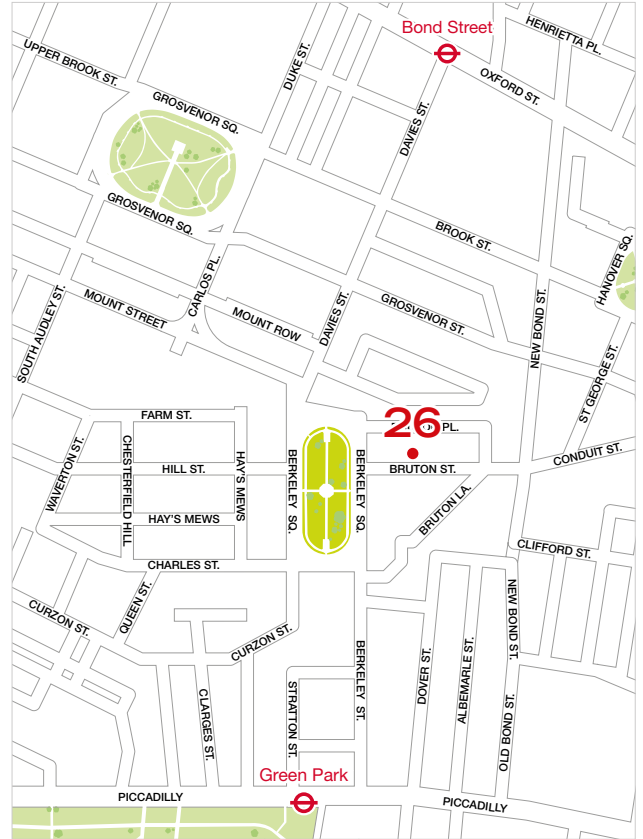 Bond Street
HENRIETTA PL.
UPPER BROOK ST.
DUKE ST.
OXFORD ST.
GROSVENOR SQ.
DAVIES ST.
GROSVENOR SQ.
BROOK ST.
HANOVER SQ.
CARLOS PL.
SOUTH AUDLEY ST.
MOUNT STREET
MOUNT ROW
DAVIES ST.
GROSVENOR ST.
NEW BOND ST.
ST GEORGE ST.
FARM ST.
26
PL.
WAVERTON ST.
CHESTERFIELD HILL
HILL ST.
HAY'S MEWS
BERKELEY SQ.
BERKELEY SQ.
BRUTON ST.
CONDUIT ST.
BRUTON LA.
HAY'S MEWS
CLIFFORD ST.
CHARLES ST.
QUEEN ST.
CURZON ST.
CURZON ST.
NEW BOND ST.
BERKELEY ST.
DOVER ST.
ALBEMARLE ST.
CLARGES ST.
STRATTON ST.
OLD BOND ST.
Green Park
PICCADILLY
PICCADILLY